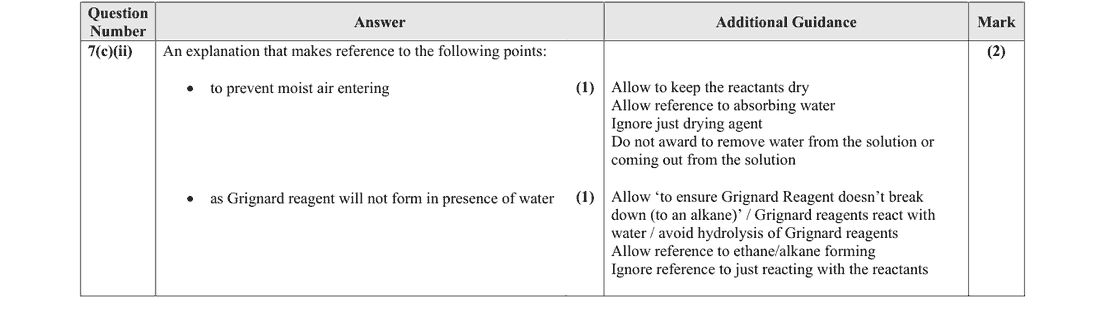 Question Number
Answer
Additional Guidance
Mark
7(c)(ii)
An explanation that makes reference to the following points:
(2)
• to prevent moist air entering
(1)
Allow to keep the reactants dry
Allow reference to absorbing water
Ignore just drying agent
Do not award to remove water from the solution or
coming out from the solution
• as Grignard reagent will not form in presence of water
(1)
Allow ‘to ensure Grignard Reagent doesn’t break
down (to an alkane)’ / Grignard reagents react with
water / avoid hydrolysis of Grignard reagents
Allow reference to ethane/alkane forming
Ignore reference to just reacting with the reactants